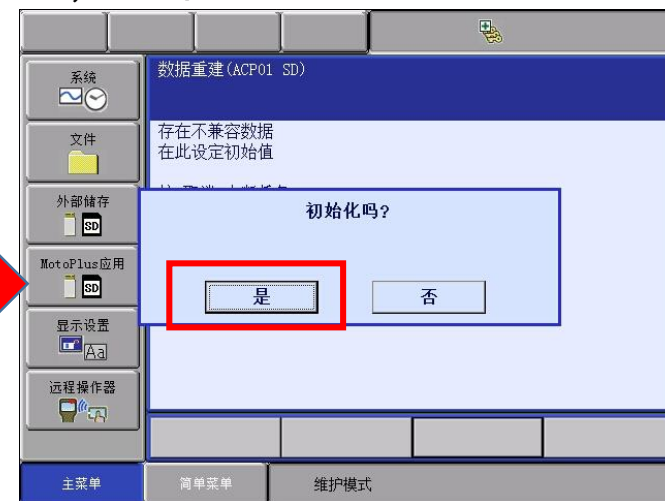 系统
文件
外部储存
SD
MotoPlus应用
SD
显示设置
Aa
远程操作器
数据重建(ACP01 SD)
存在不兼容数据
在此设定初始值
初始化吗?
是
否
主菜单
简单菜单
维护模式